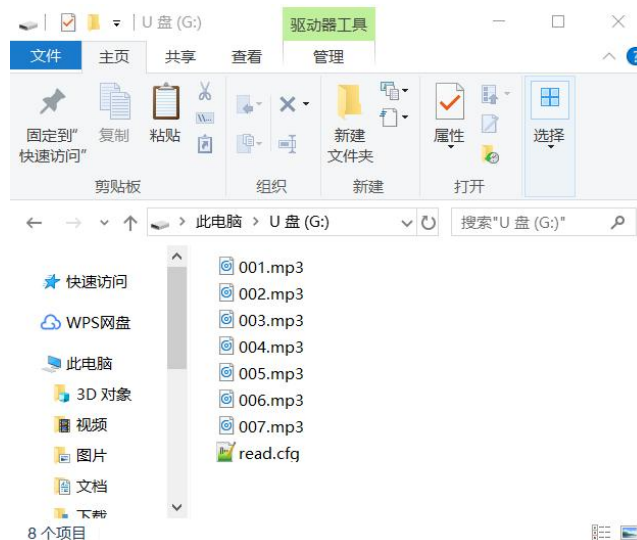 U 盘 (G:)
驱动器工具
文件
主页
共享
查看
管理
固定到"
快速访问"
复制
粘贴
新建
文件夹
属性
选择
剪贴板
组织
新建
打开
此电脑
U 盘 (G:)
搜索"U 盘 (G:)"
快速访问
WPS网盘
此电脑
3D 对象
视频
图片
文档
下载
001.mp3
002.mp3
003.mp3
004.mp3
005.mp3
006.mp3
007.mp3
read.cfg
8 个项目